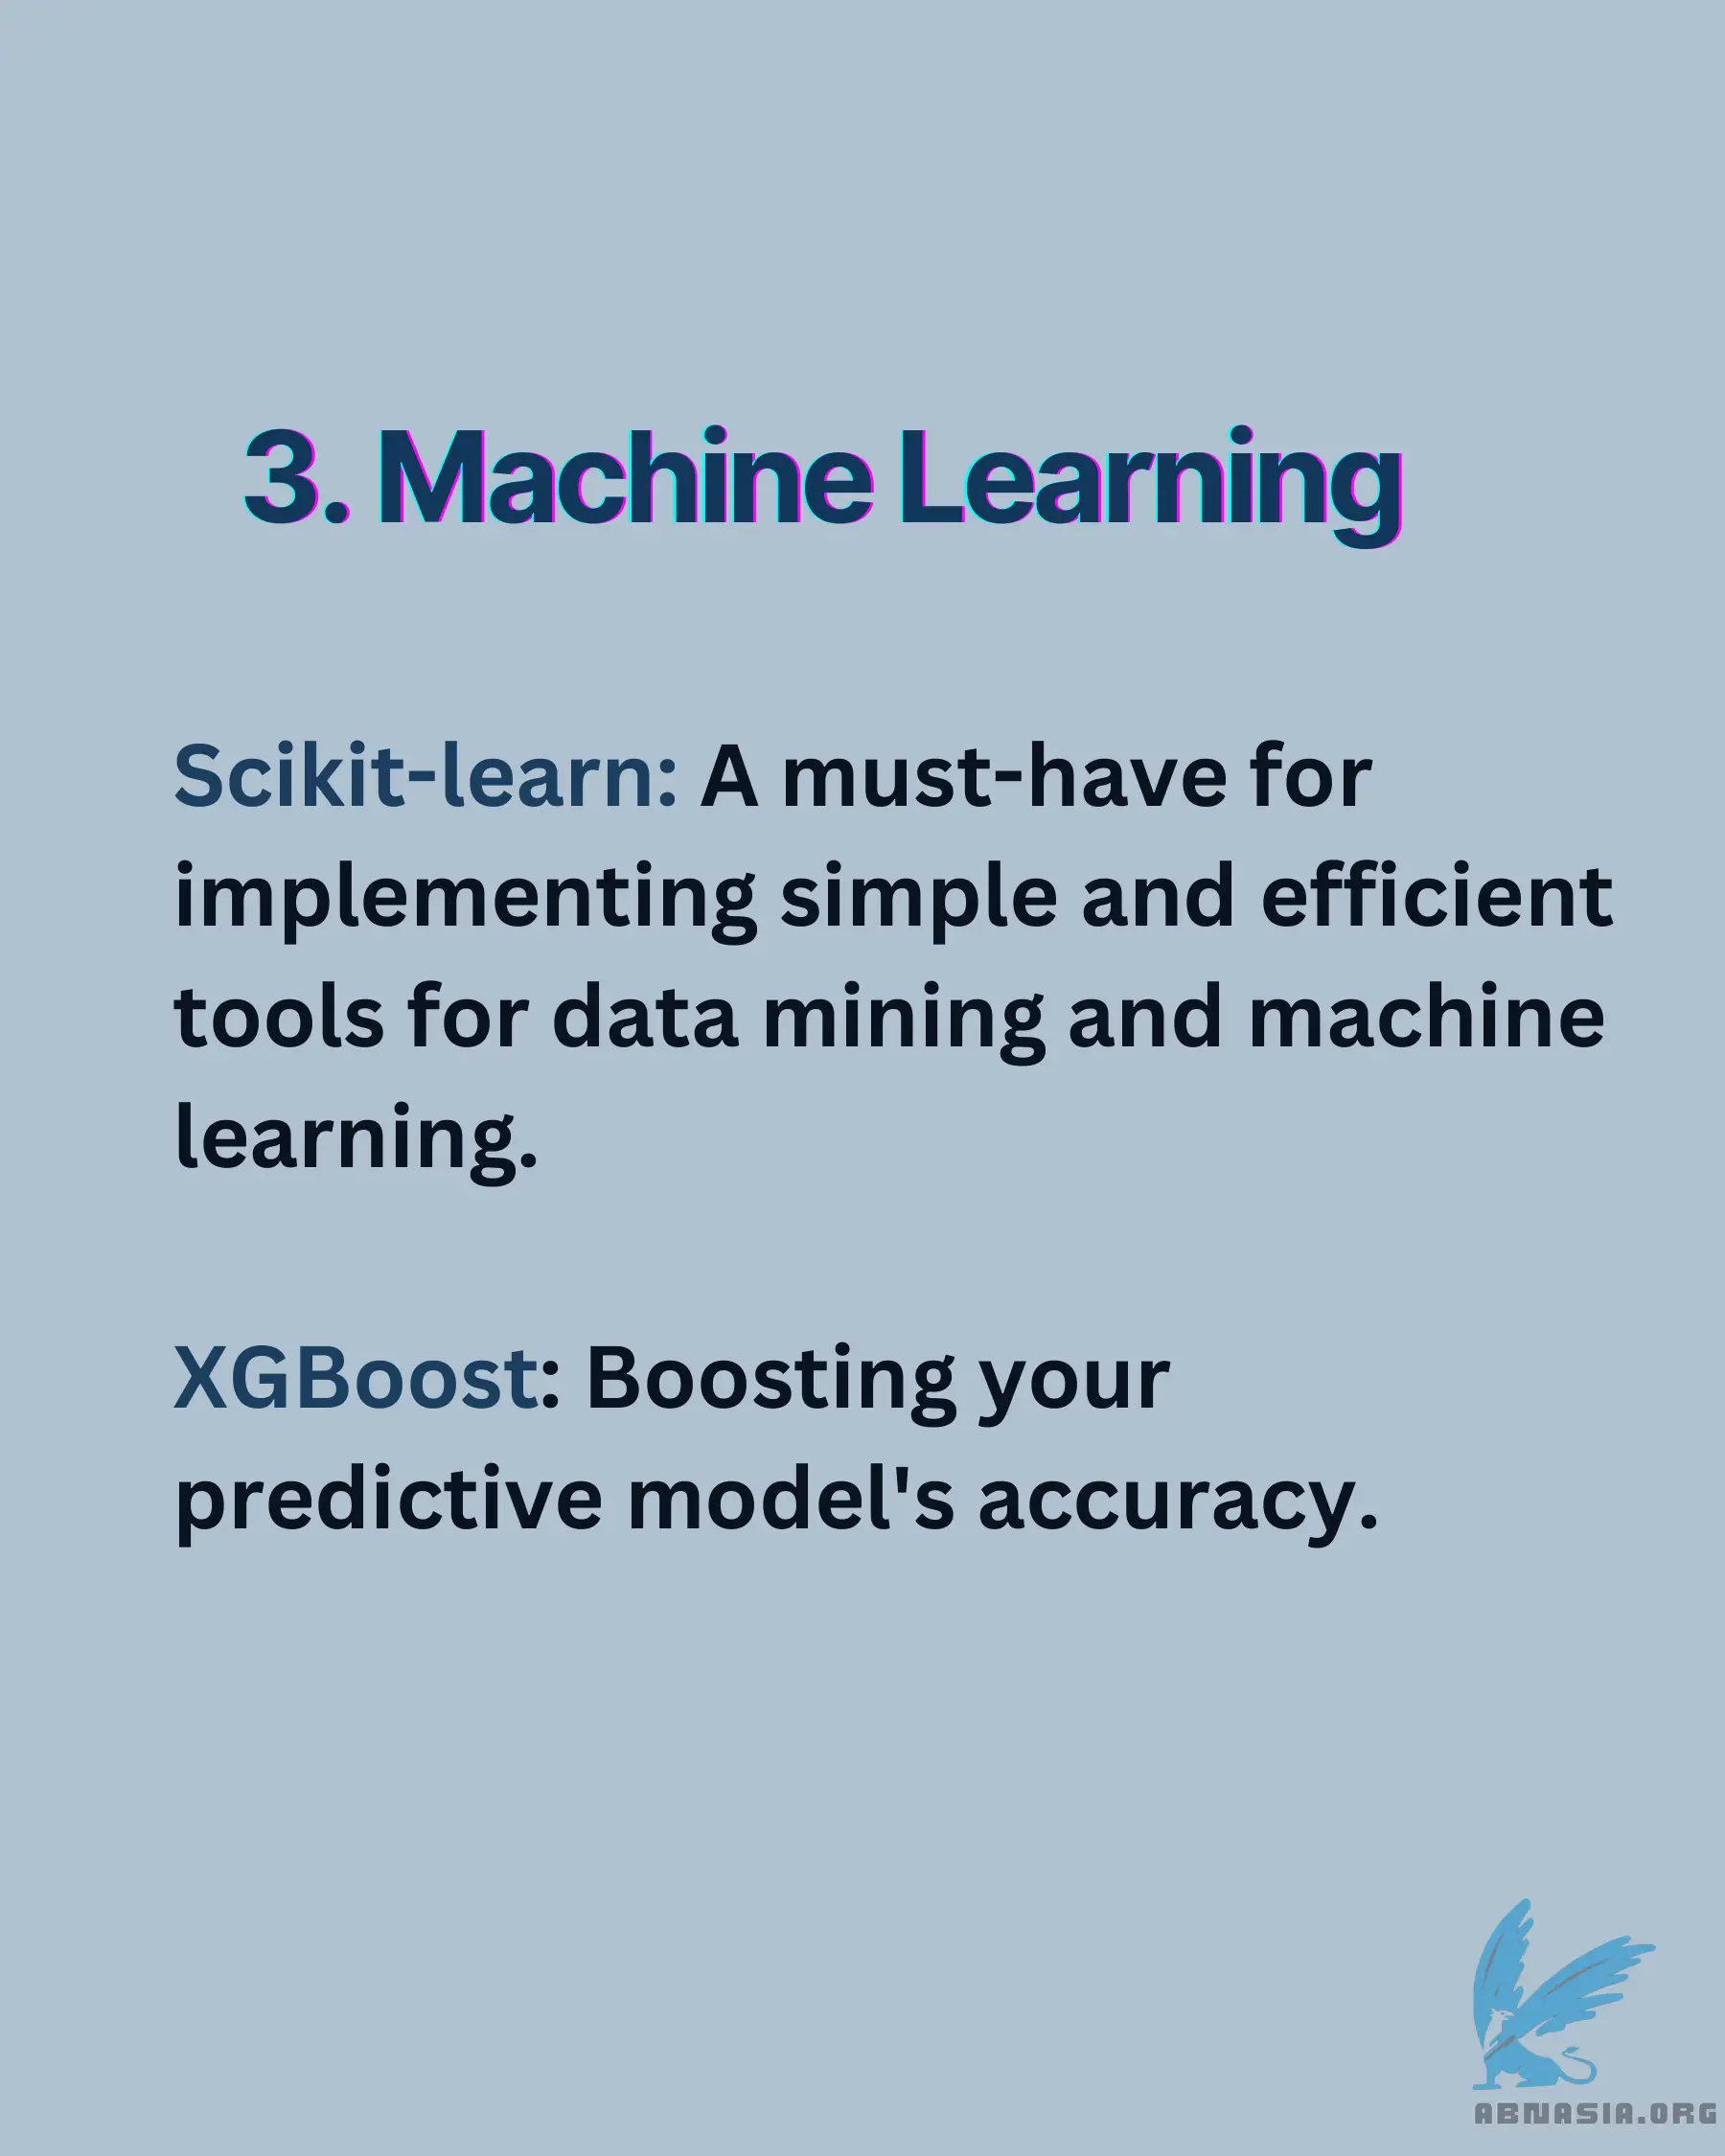 3. Machine Learning
Scikit-learn: A must-have for
implementing simple and efficient
tools for data mining and machine
learning.
XGBoost: Boosting your
predictive model's accuracy.
ABNASIA.ORG